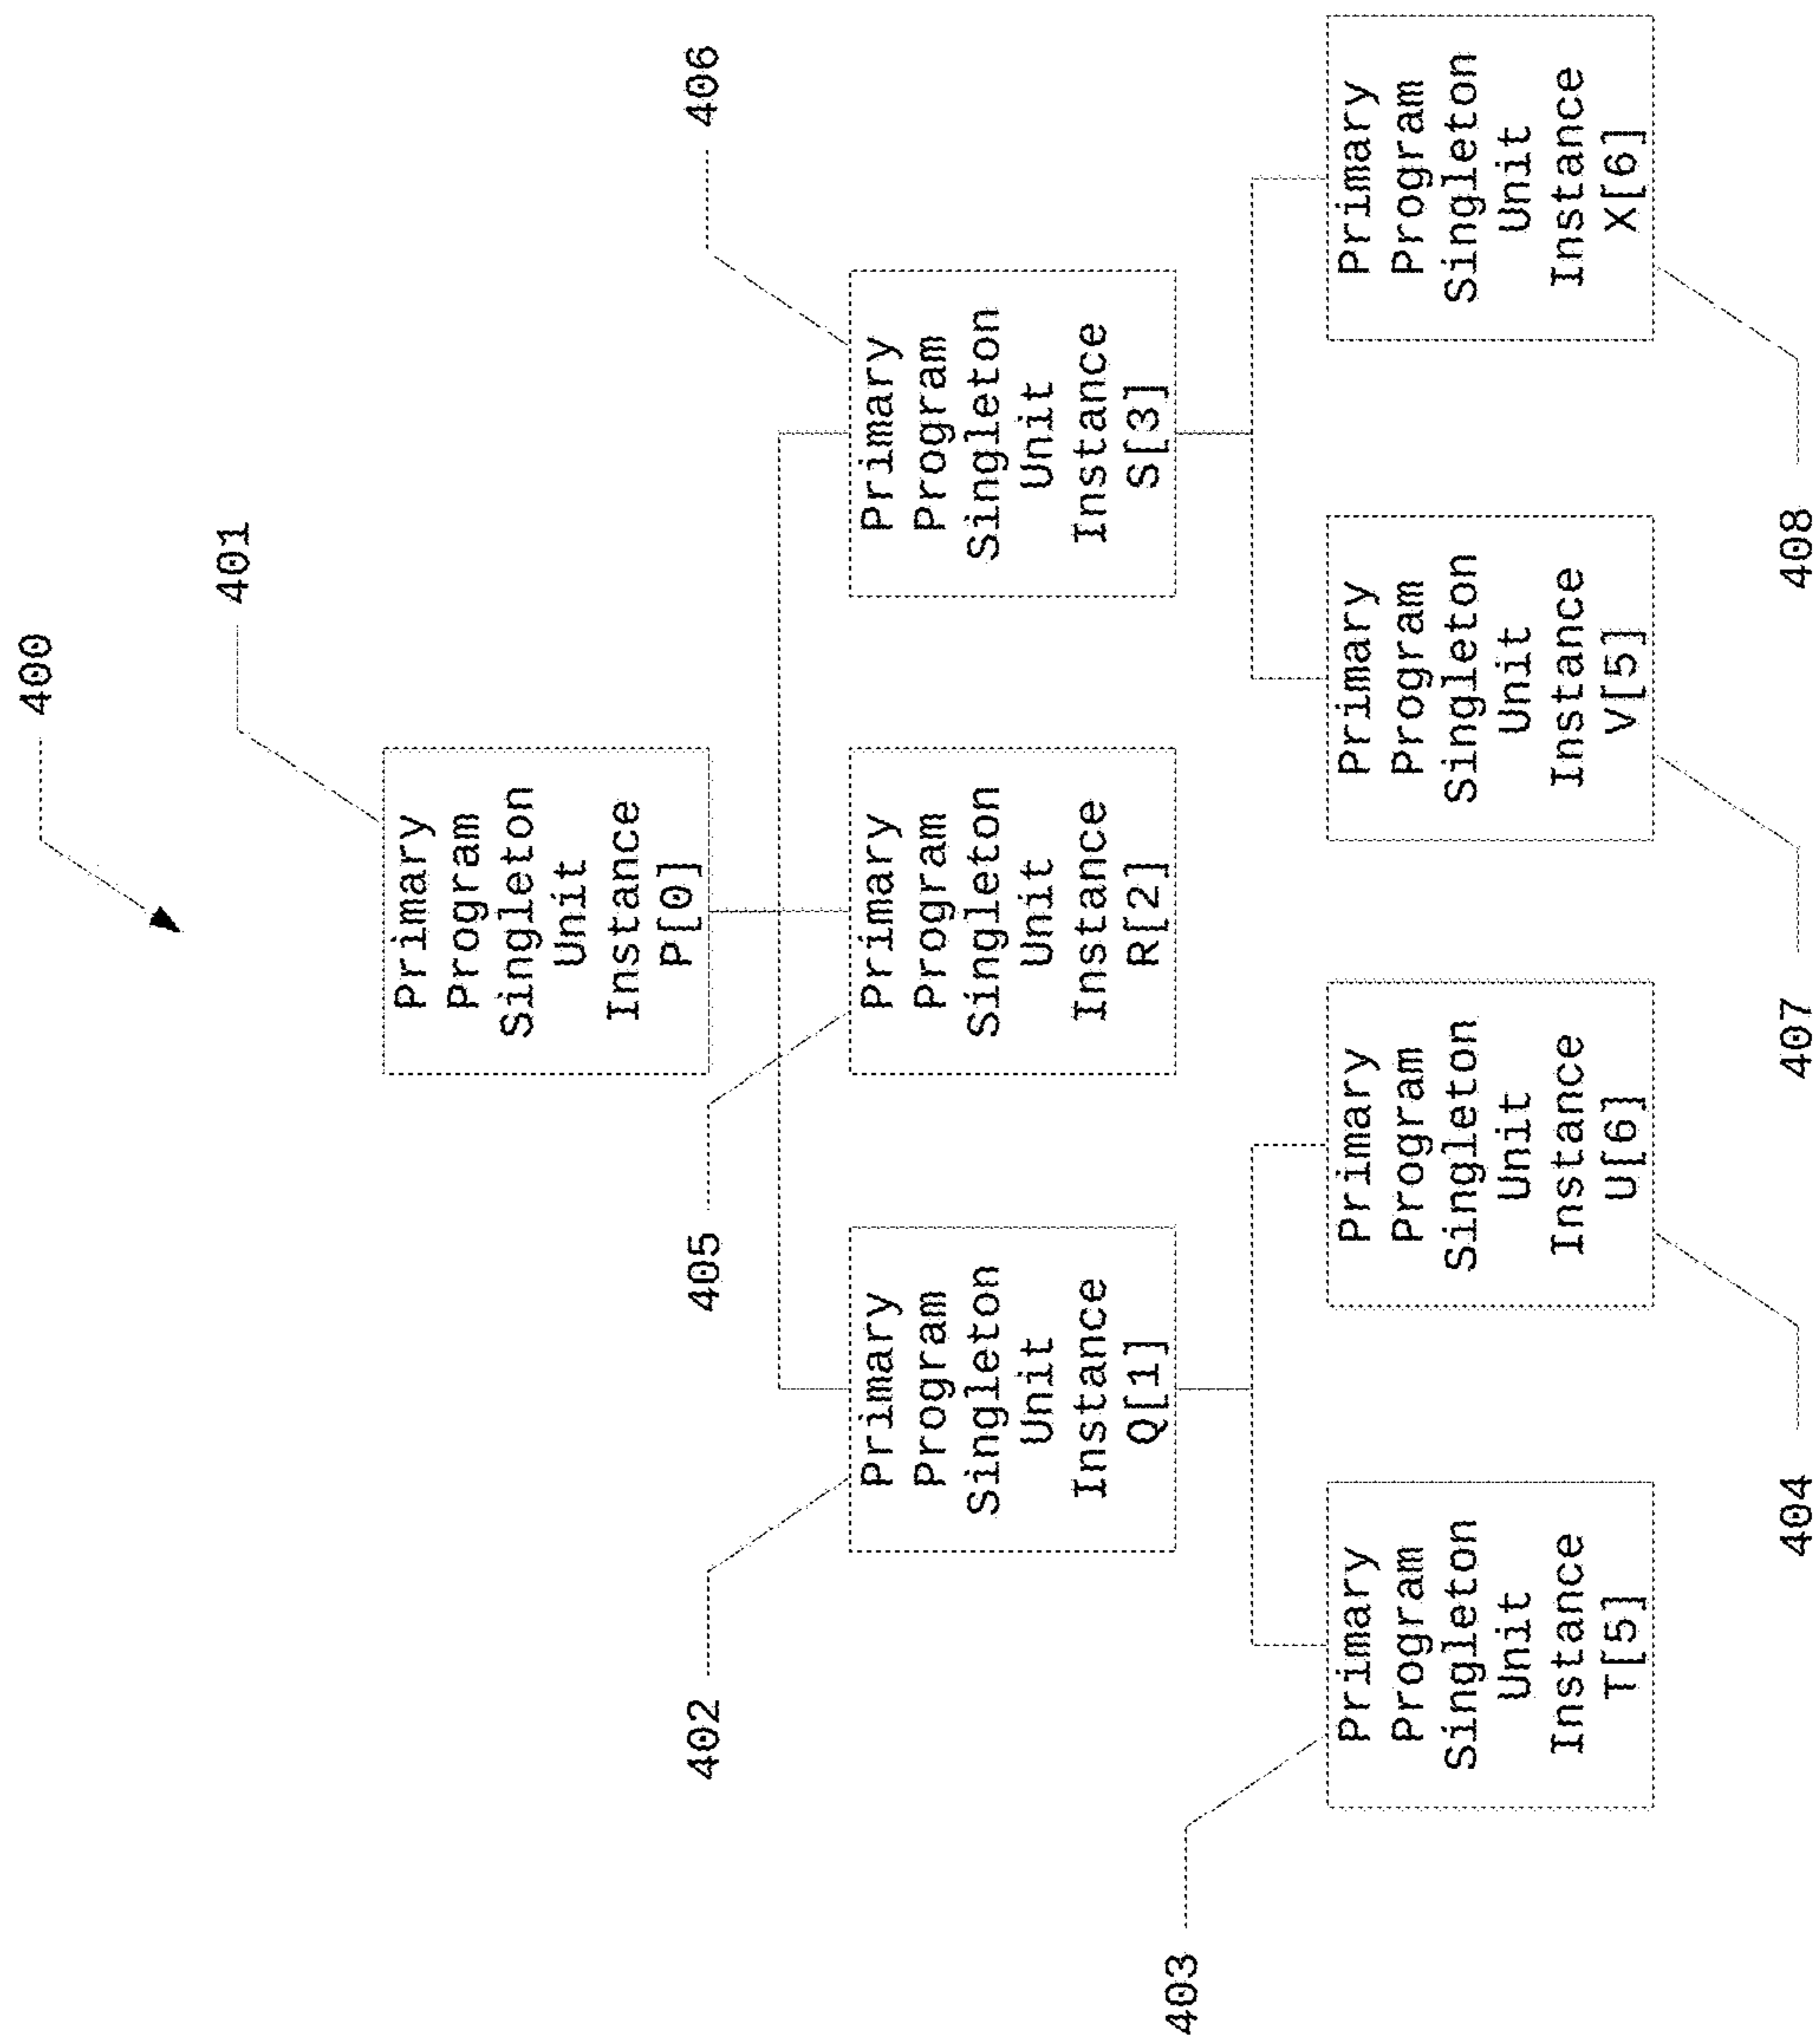 400
401
Primary
Program
Singleton
Unit
Instance
P[0]
402
Primary
Program
Singleton
Unit
Instance
Q[1]
405
Primary
Program
Singleton
Unit
Instance
R[2]
406
Primary
Program
Singleton
Unit
Instance
S[3]
403
Primary
Program
Singleton
Unit
Instance
T[5]
404
Primary
Program
Singleton
Unit
Instance
U[6]
407
Primary
Program
Singleton
Unit
Instance
V[5]
408
Primary
Program
Singleton
Unit
Instance
X[6]